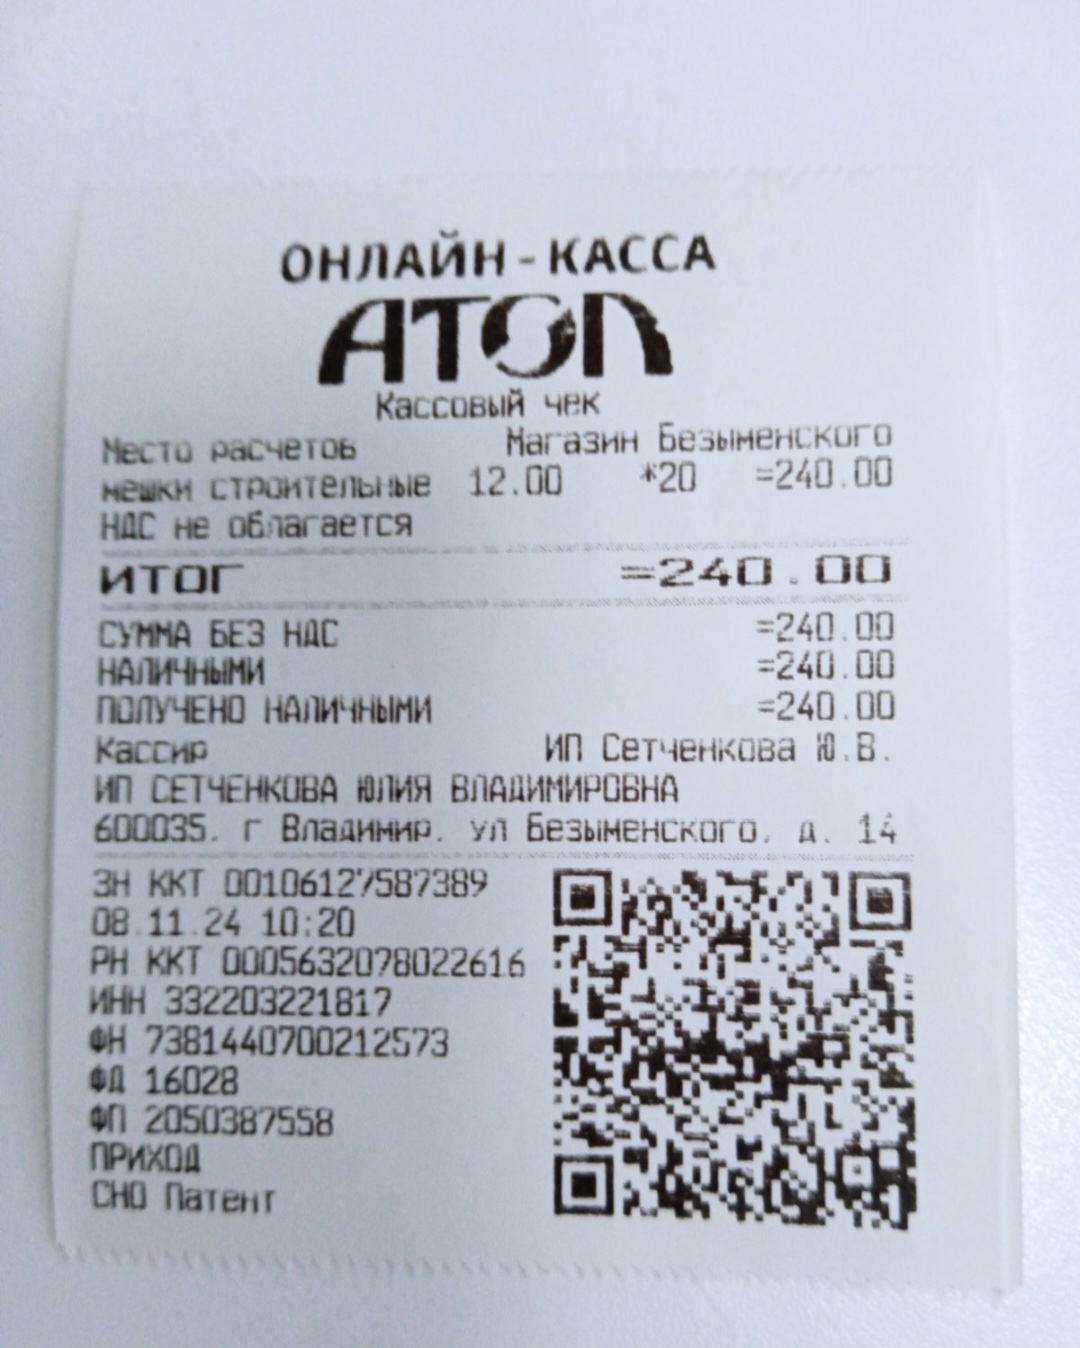 ОНЛАЙН-КАССА
АТОЛ
Кассовый чек
Место расчетов Магазин Безыменского
мешки строительные 12.00 *20 =240.00
НДС не облагается
ИТОГ =240.00
СУММА БЕЗ НДС =240.00
НАЛИЧНЫМИ =240.00
ПОЛУЧЕНО НАЛИЧНЫМИ =240.00
Кассир ИП Сетченкова Ю.В.
ИП СЕТЧЕНКОВА ЮЛИЯ ВЛАДИМИРОВНА
600035, г Владимир, ул Безыменского, д. 14
ЗН ККТ 00106127587389
08.11.24 10:20
РН ККТ 0005632078022616
ИНН 332203221817
ФН 7381440700212573
ФД 16028
ФП 2050387558
ПРИХОД
СНО Патент